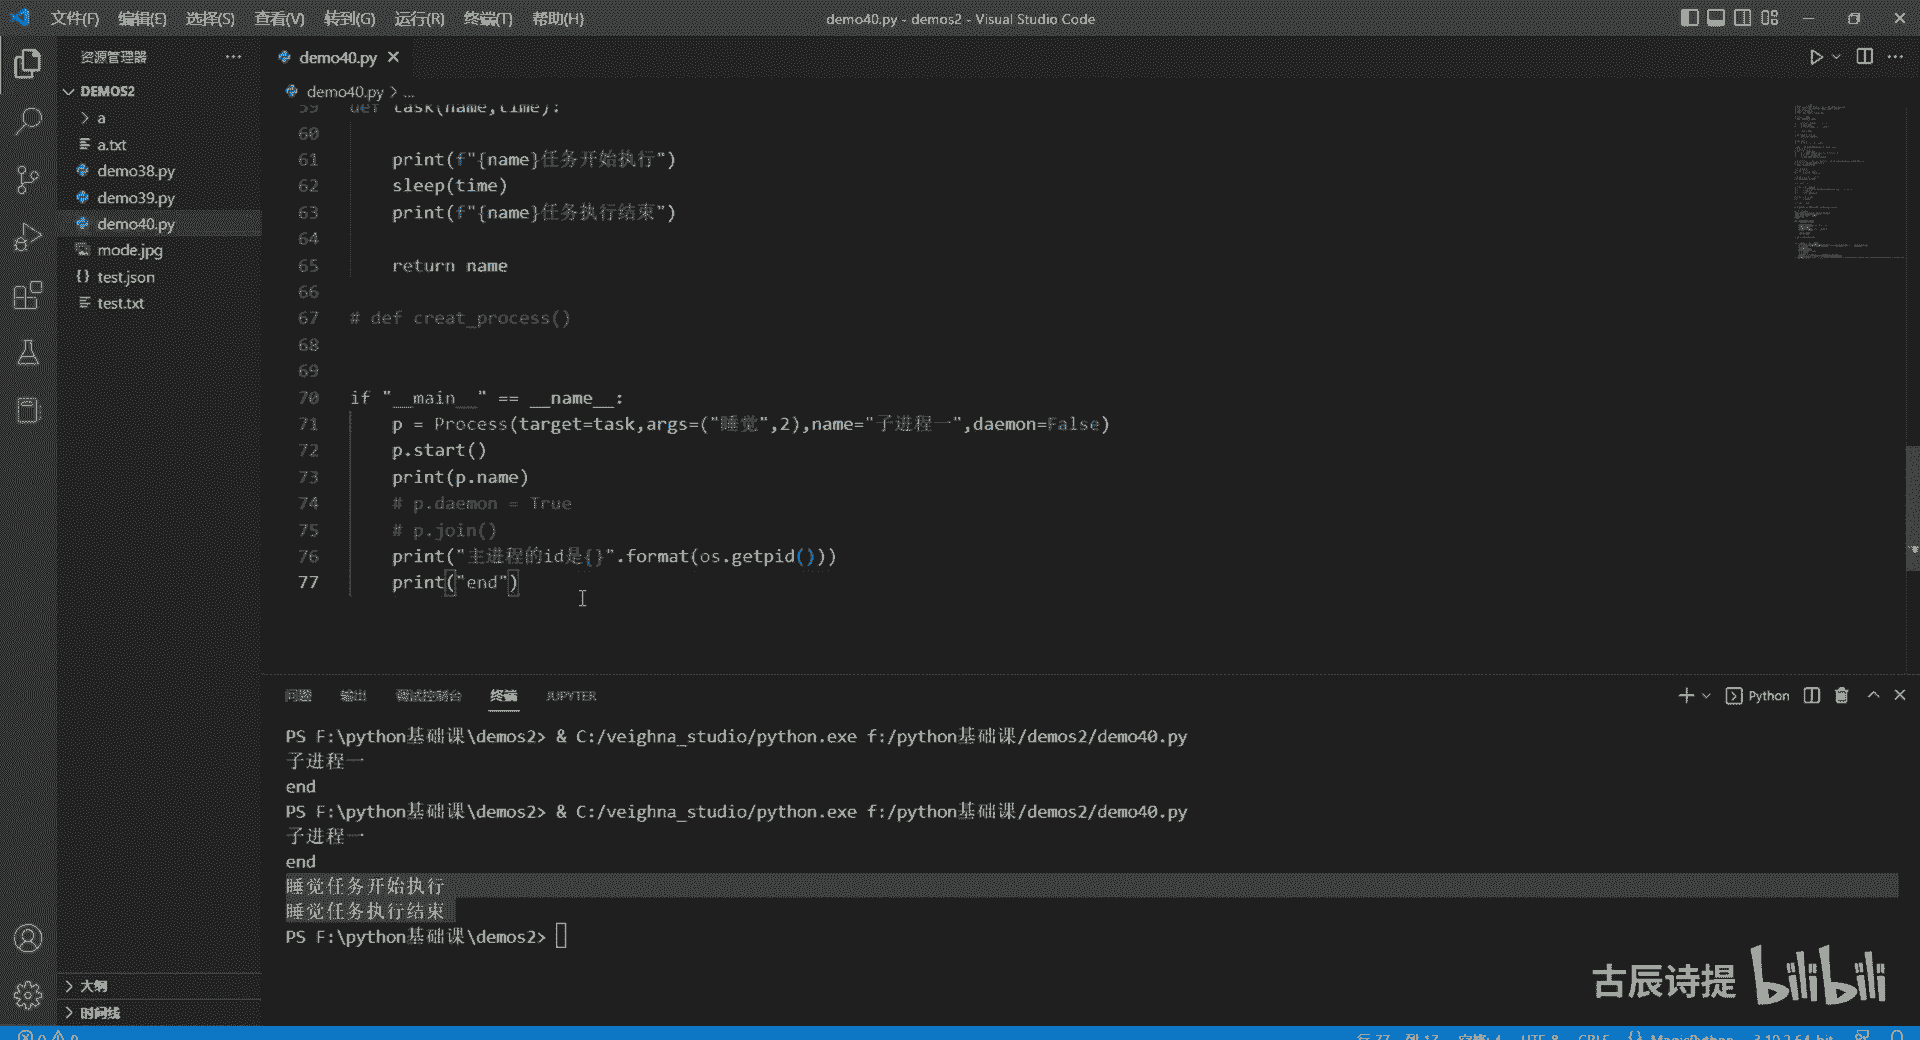 文件(F) 编辑(E) 选择(S) 查看(V) 转到(G) 运行(R) 终端(T) 帮助(H)
demo40.py - demos2 - Visual Studio Code
资源管理器
DEMOS2
a
a.txt
demo38.py
demo39.py
demo40.py
mode.jpg
test.json
test.txt
大纲
时间线
demo40.py
demo40.py > ...
59 def task(name,time):
60
61 print(f"{name}任务开始执行")
62 sleep(time)
63 print(f"{name}任务执行结束")
64
65 return name
66
67 # def creat_process()
68
69
70 if "__main__" == __name__:
71 p = Process(target=task,args=("睡觉",2),name="子进程一",daemon=False)
72 p.start()
73 print(p.name)
74 # p.daemon = True
75 # p.join()
76 print("主进程的id是{}".format(os.getpid()))
77 print("end")
问题 输出 调试控制台 终端 JUPYTER
Python
PS F:\python基础课\demos2> & C:/veighna_studio/python.exe f:/python基础课/demos2/demo40.py
子进程一
end
PS F:\python基础课\demos2> & C:/veighna_studio/python.exe f:/python基础课/demos2/demo40.py
子进程一
end
睡觉任务开始执行
睡觉任务执行结束
PS F:\python基础课\demos2>
古辰诗提 bilibili